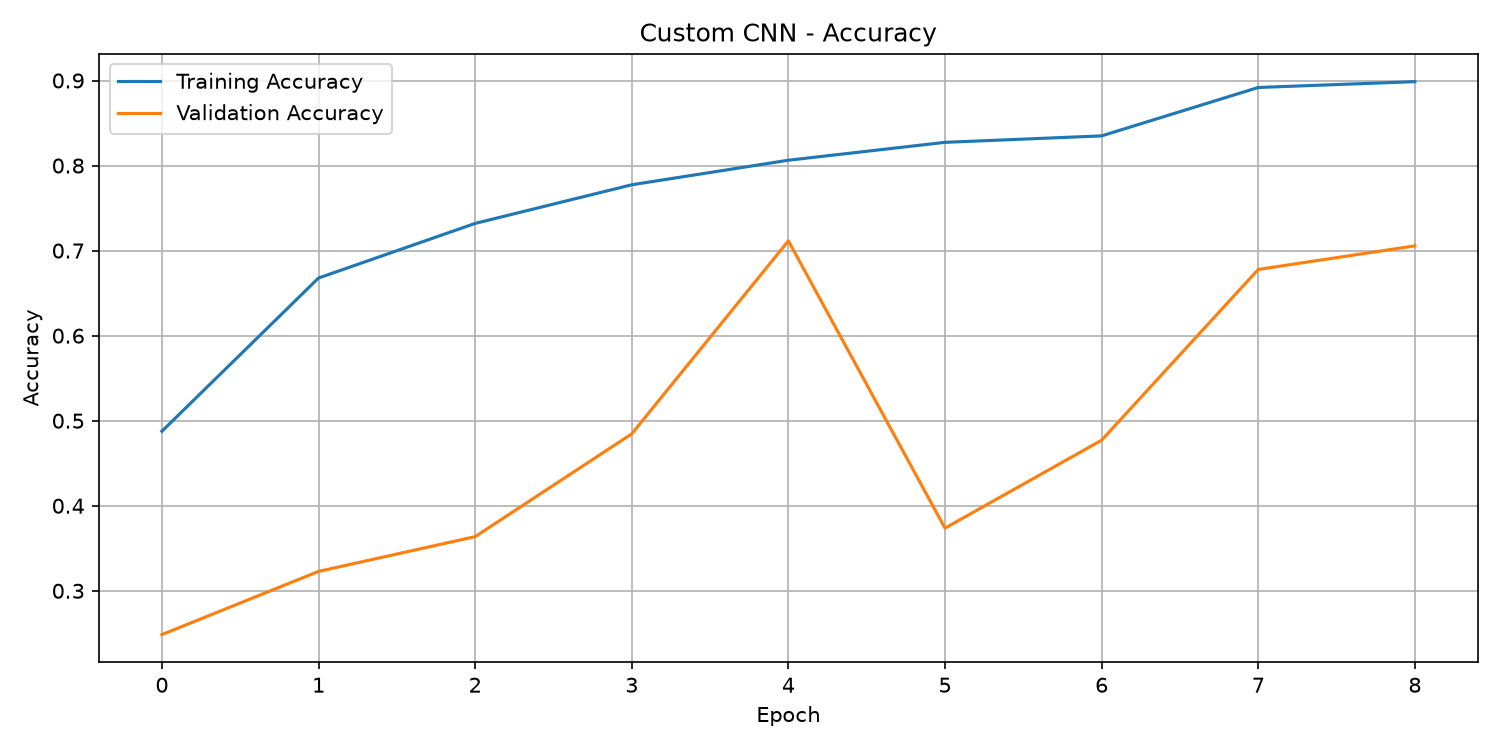 Custom CNN - Accuracy
Training Accuracy
Validation Accuracy
0.9
0.8
0.7
0.6
0.5
0.4
0.3
Accuracy
0 1 2 3 4 5 6 7 8
Epoch